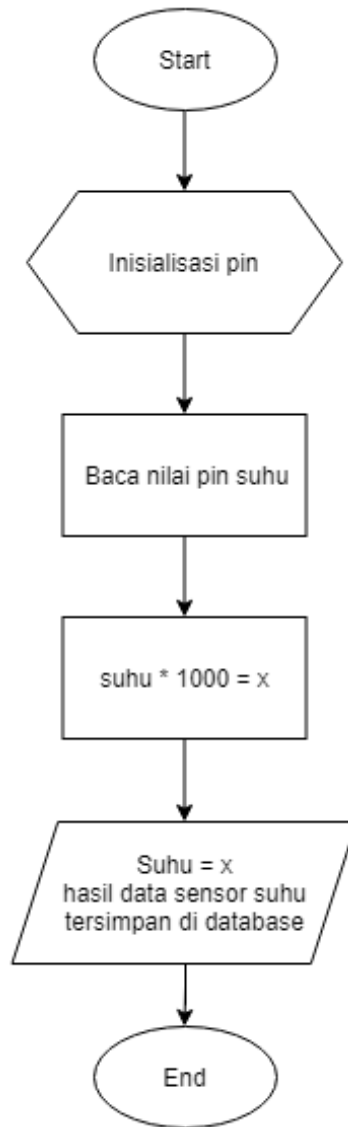 Start
Inisialisasi pin
Baca nilai pin suhu
suhu * 1000 = x
Suhu = x
hasil data sensor suhu
tersimpan di database
End